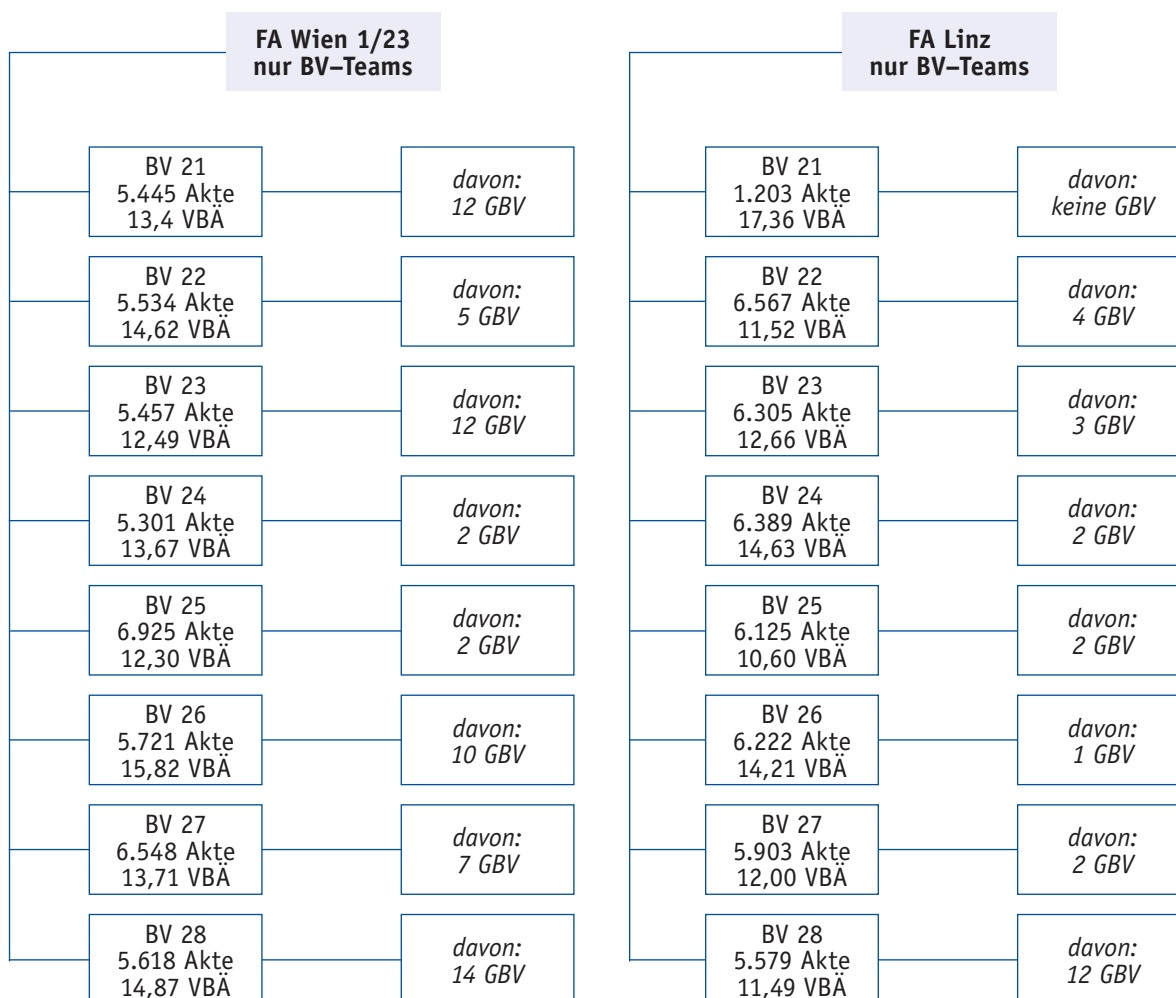 FA Wien 1/23
nur BV–Teams
BV 21
5.445 Akte
13,4 VBÄ
davon:
12 GBV
BV 22
5.534 Akte
14,62 VBÄ
davon:
5 GBV
BV 23
5.457 Akte
12,49 VBÄ
davon:
12 GBV
BV 24
5.301 Akte
13,67 VBÄ
davon:
2 GBV
BV 25
6.925 Akte
12,30 VBÄ
davon:
2 GBV
BV 26
5.721 Akte
15,82 VBÄ
davon:
10 GBV
BV 27
6.548 Akte
13,71 VBÄ
davon:
7 GBV
BV 28
5.618 Akte
14,87 VBÄ
davon:
14 GBV
FA Linz
nur BV–Teams
BV 21
1.203 Akte
17,36 VBÄ
davon:
keine GBV
BV 22
6.567 Akte
11,52 VBÄ
davon:
4 GBV
BV 23
6.305 Akte
12,66 VBÄ
davon:
3 GBV
BV 24
6.389 Akte
14,63 VBÄ
davon:
2 GBV
BV 25
6.125 Akte
10,60 VBÄ
davon:
2 GBV
BV 26
6.222 Akte
14,21 VBÄ
davon:
1 GBV
BV 27
5.903 Akte
12,00 VBÄ
davon:
2 GBV
BV 28
5.579 Akte
11,49 VBÄ
davon:
12 GBV